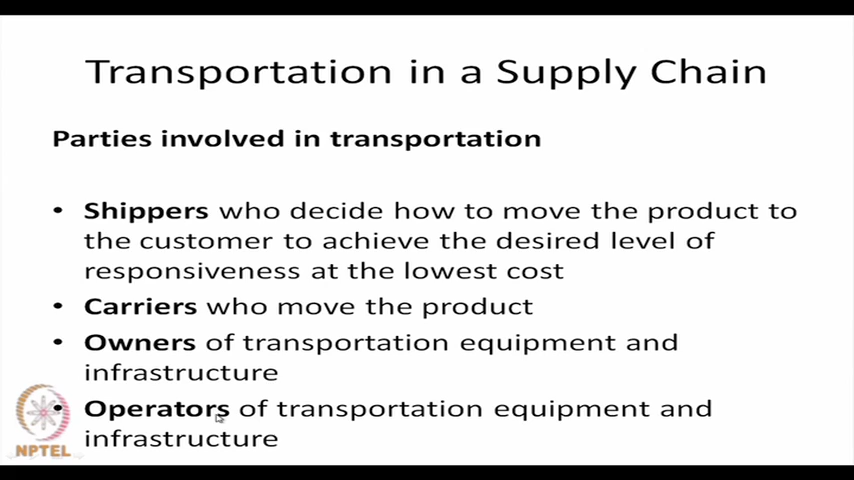 Transportation in a Supply Chain
Parties involved in transportation
• Shippers who decide how to move the product to
the customer to achieve the desired level of
responsiveness at the lowest cost
• Carriers who move the product
• Owners of transportation equipment and
infrastructure
• Operators of transportation equipment and
infrastructure
NPTEL